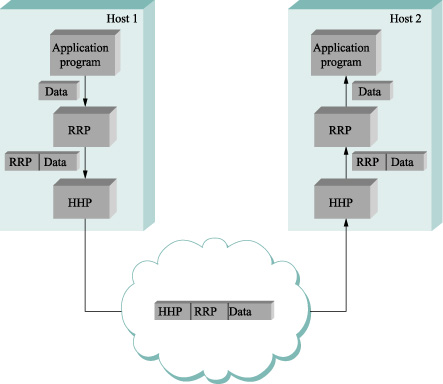 Host 1
Application
program
Data
RRP
RRP Data
HHP
Host 2
Application
program
Data
RRP
RRP Data
HHP
HHP RRP Data